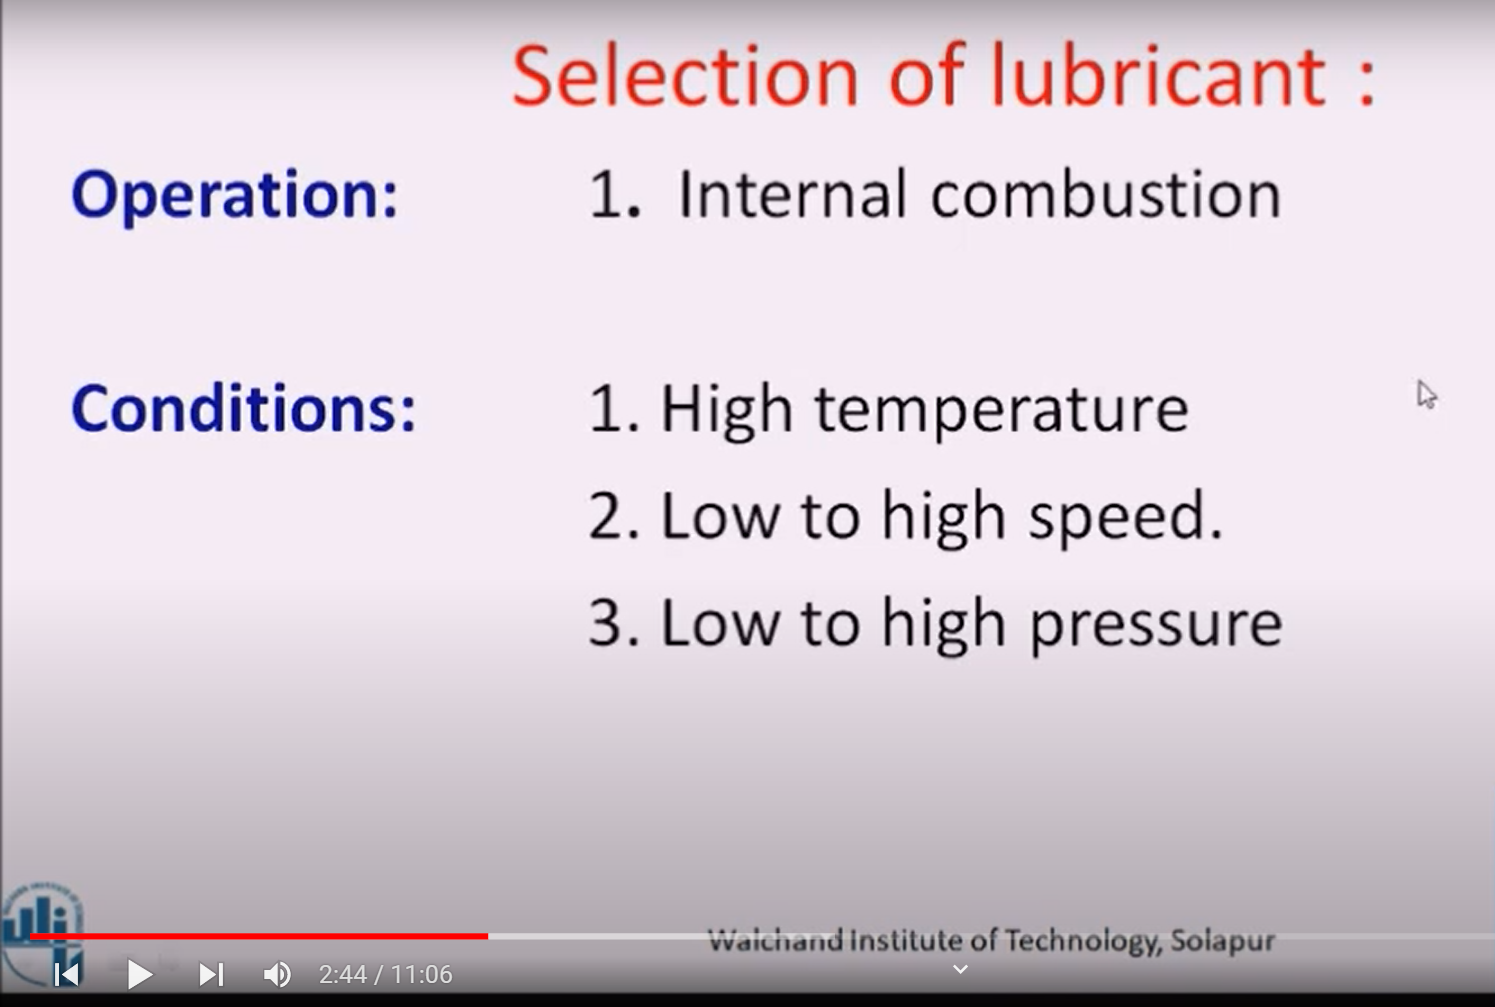 Selection of lubricant :
Operation: 1. Internal combustion
Conditions: 1. High temperature
2. Low to high speed.
3. Low to high pressure
Walchand Institute of Technology, Solapur
2:44 / 11:06